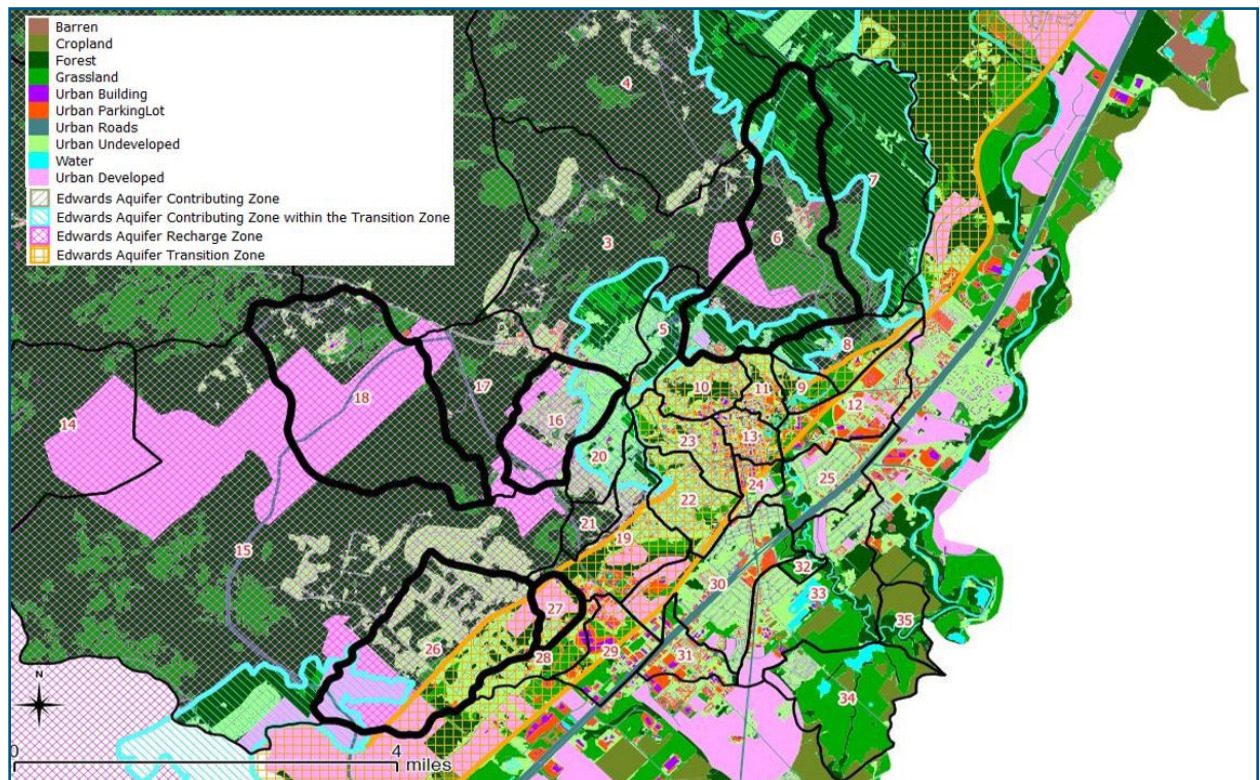 Barren
Cropland
Forest
Grassland
Urban Building
Urban ParkingLot
Urban Roads
Urban Undeveloped
Water
Urban Developed
Edwards Aquifer Contributing Zone
Edwards Aquifer Contributing Zone within the Transition Zone
Edwards Aquifer Recharge Zone
Edwards Aquifer Transition Zone
4
7
3
6
5
8
10
11
9
17
18
12
14
16
23
13
20
24
25
22
21
19
15
32
30
33
27
35
26
28
29
31
34
N
0
4
miles